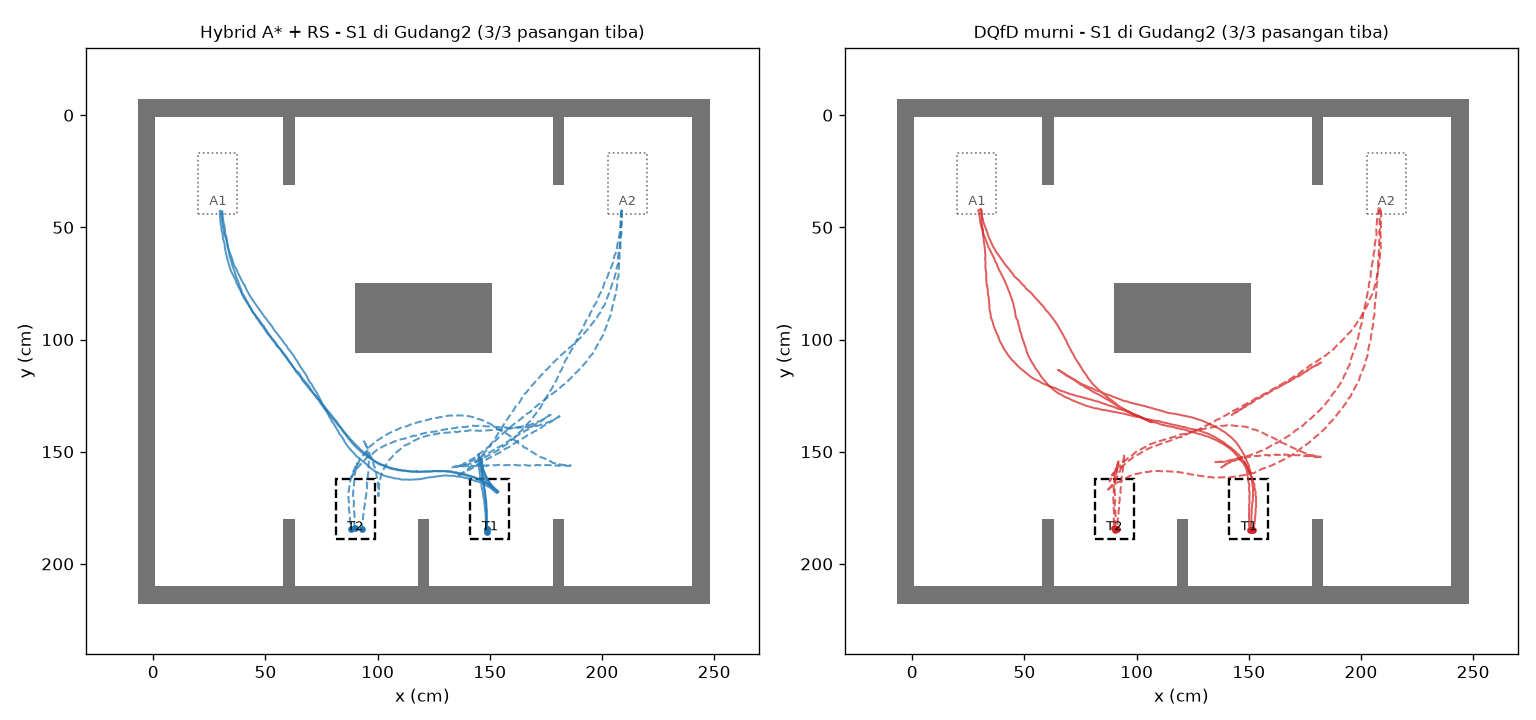 Hybrid A* + RS - S1 di Gudang2 (3/3 pasangan tiba)
0
50
100
150
200
y (cm)
A1
A2
T2
T1
0
50
100
150
200
250
x (cm)
DQfD murni - S1 di Gudang2 (3/3 pasangan tiba)
0
50
100
150
200
y (cm)
A1
A2
T2
T1
0
50
100
150
200
250
x (cm)